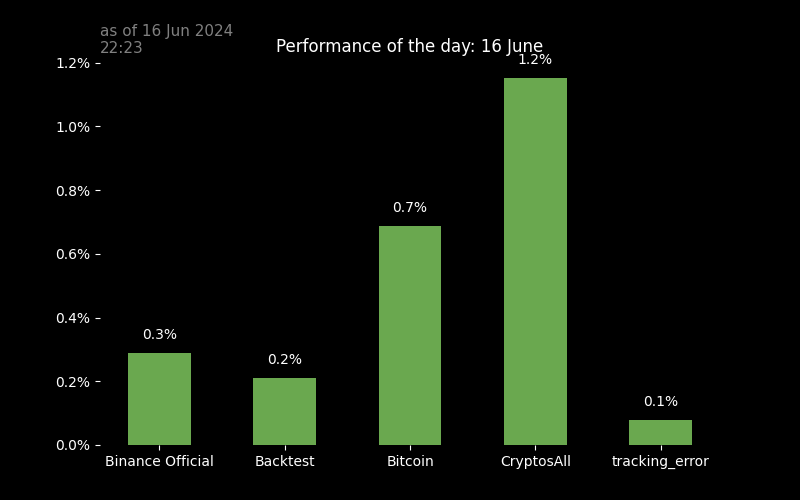 as of 16 Jun 2024
22:23
Performance of the day: 16 June
1.2%
1.0%
0.8%
0.6%
0.4%
0.2%
0.0%
0.3%
0.2%
0.7%
1.2%
0.1%
Binance Official
Backtest
Bitcoin
CryptosAll
tracking_error